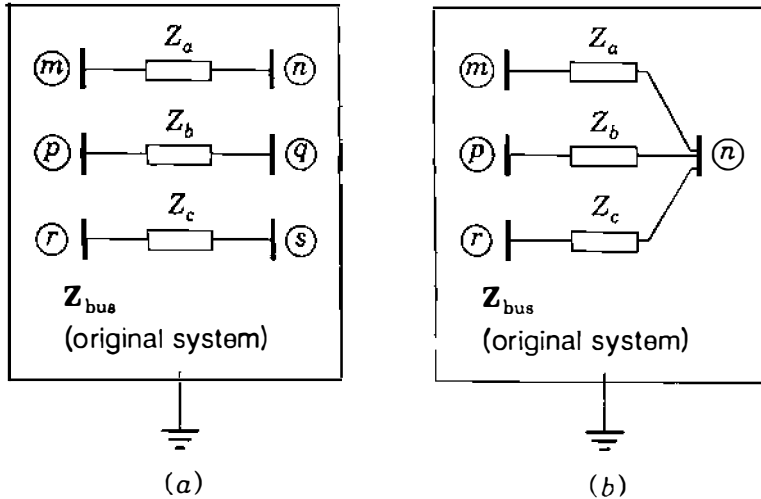 Z_a
m n
Z_b
p q
Z_c
r s
Z_bus
(original system)
(a)
Z_a
m
Z_b
p n
Z_c
r
Z_bus
(original system)
(b)